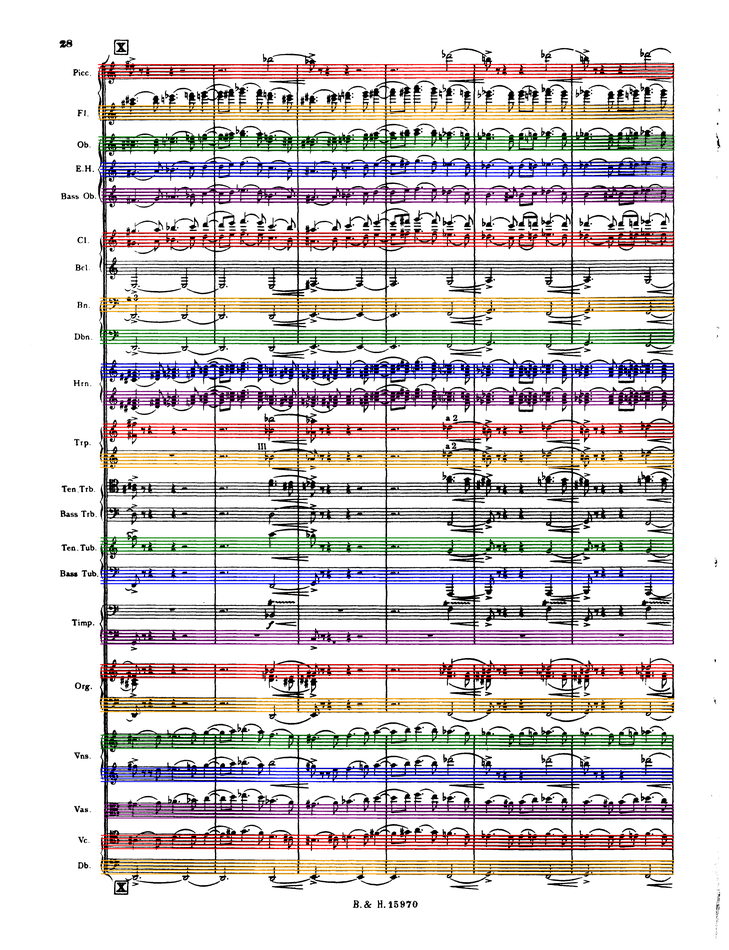 28
X
Picc.
Fl.
Ob.
E.H.
Bass Ob.
Cl.
Bcl.
Bn.
a 3
Dbn.
Hrn.
a 2
Trp.
III
a 2
Ten. Trb.
Bass Trb.
Ten. Tub.
Bass Tub.
Timp.
f
Org.
Vns.
Vas.
Vc.
Db.
X
B. & H. 15970